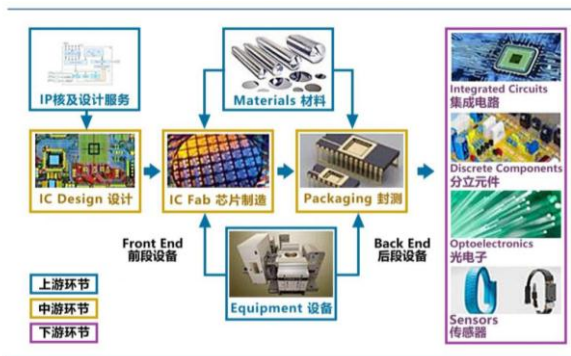 IP核及设计服务
Materials 材料
IC Design 设计
IC Fab 芯片制造
Packaging 封测
Front End
前段设备
Back End
后段设备
Equipment 设备
上游环节
中游环节
下游环节
Integrated Circuits
集成电路
Discrete Components
分立元件
Optoelectronics
光电子
Sensors
传感器